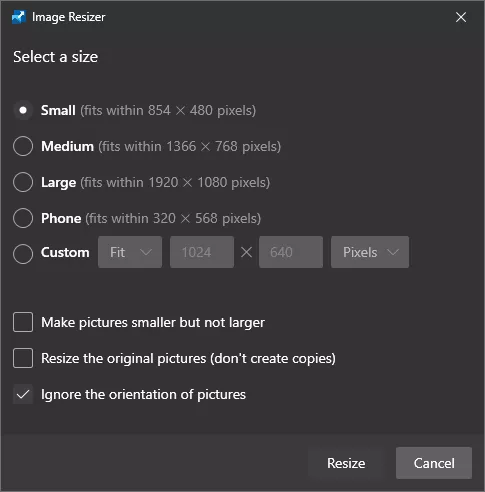 Image Resizer
Select a size
Small (fits within 854 × 480 pixels)
Medium (fits within 1366 × 768 pixels)
Large (fits within 1920 × 1080 pixels)
Phone (fits within 320 × 568 pixels)
Custom Fit 1024 × 640 Pixels
Make pictures smaller but not larger
Resize the original pictures (don't create copies)
Ignore the orientation of pictures
Resize Cancel